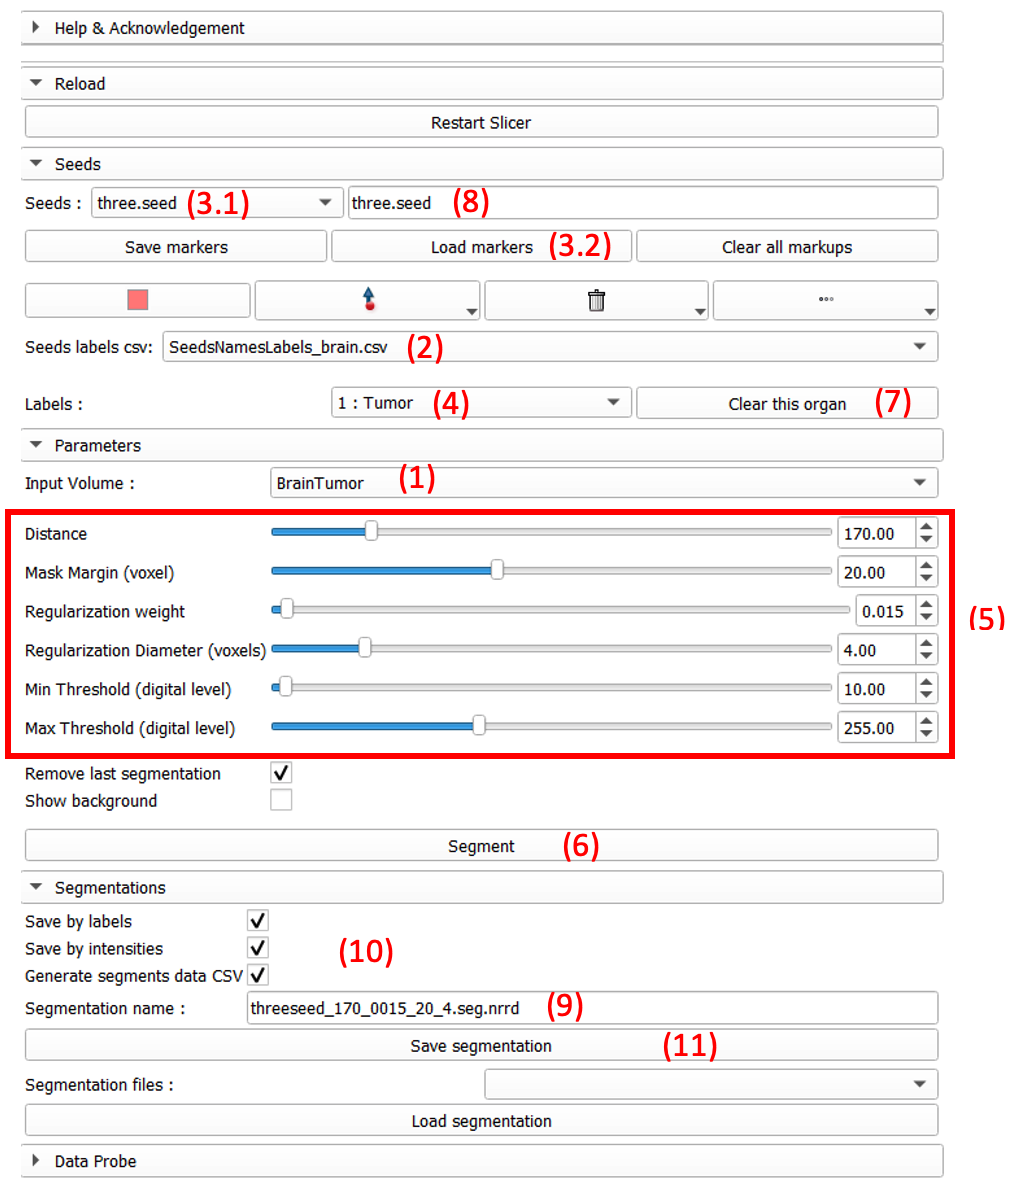 Help & Acknowledgement
Reload
Restart Slicer
Seeds
Seeds : three.seed (3.1) three.seed (8)
Save markers Load markers (3.2) Clear all markups
Seeds labels csv: SeedsNamesLabels_brain.csv (2)
Labels : 1 : Tumor (4) Clear this organ (7)
Parameters
Input Volume : BrainTumor (1)
Distance 170.00
Mask Margin (voxel) 20.00
Regularization weight 0.015 (5)
Regularization Diameter (voxels) 4.00
Min Threshold (digital level) 10.00
Max Threshold (digital level) 255.00
Remove last segmentation
Show background
Segment (6)
Segmentations
Save by labels
Save by intensities (10)
Generate segments data CSV
Segmentation name : threeseed_170_0015_20_4.seg.nrrd (9)
Save segmentation (11)
Segmentation files :
Load segmentation
Data Probe